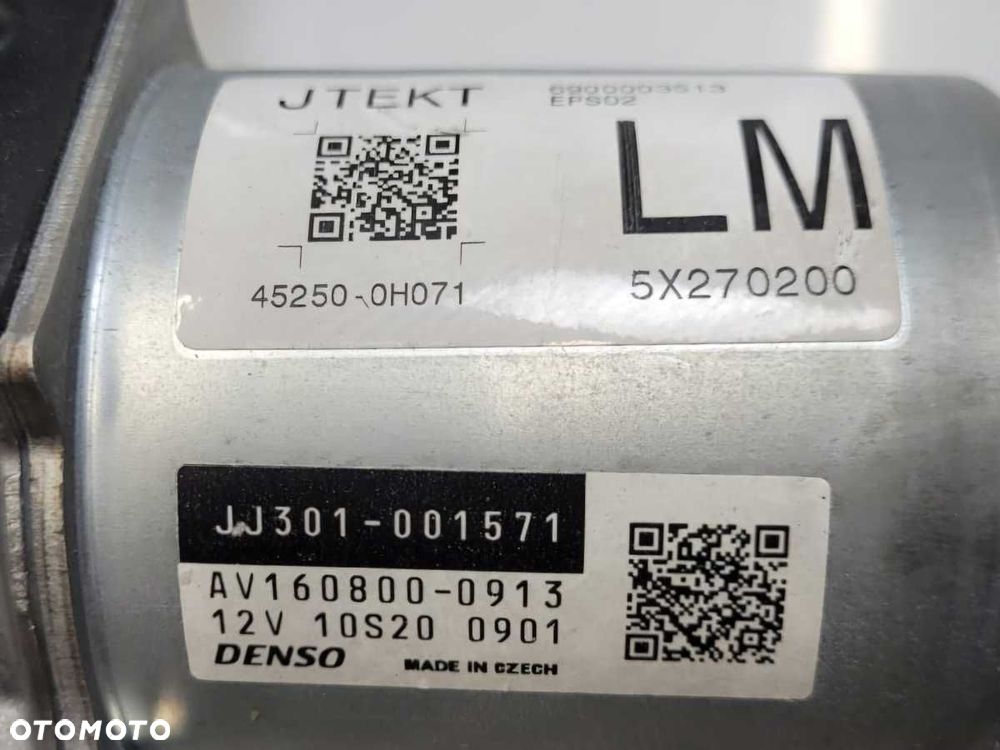 JTEKT
6900003513
EPS02
LM
45250-0H071
5X270200
JJ301-001571
AV160800-0913
12V 10S20 0901
DENSO
MADE IN CZECH
OTOMOTO